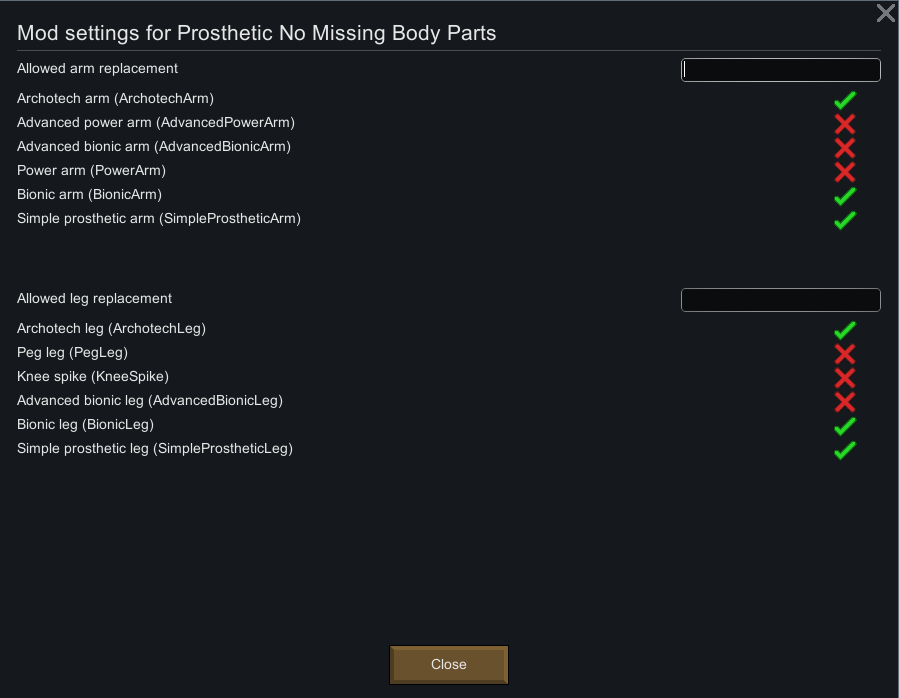 Mod settings for Prosthetic No Missing Body Parts
Allowed arm replacement
Archotech arm (ArchotechArm)
Advanced power arm (AdvancedPowerArm)
Advanced bionic arm (AdvancedBionicArm)
Power arm (PowerArm)
Bionic arm (BionicArm)
Simple prosthetic arm (SimpleProstheticArm)
Allowed leg replacement
Archotech leg (ArchotechLeg)
Peg leg (PegLeg)
Knee spike (KneeSpike)
Advanced bionic leg (AdvancedBionicLeg)
Bionic leg (BionicLeg)
Simple prosthetic leg (SimpleProstheticLeg)
Close